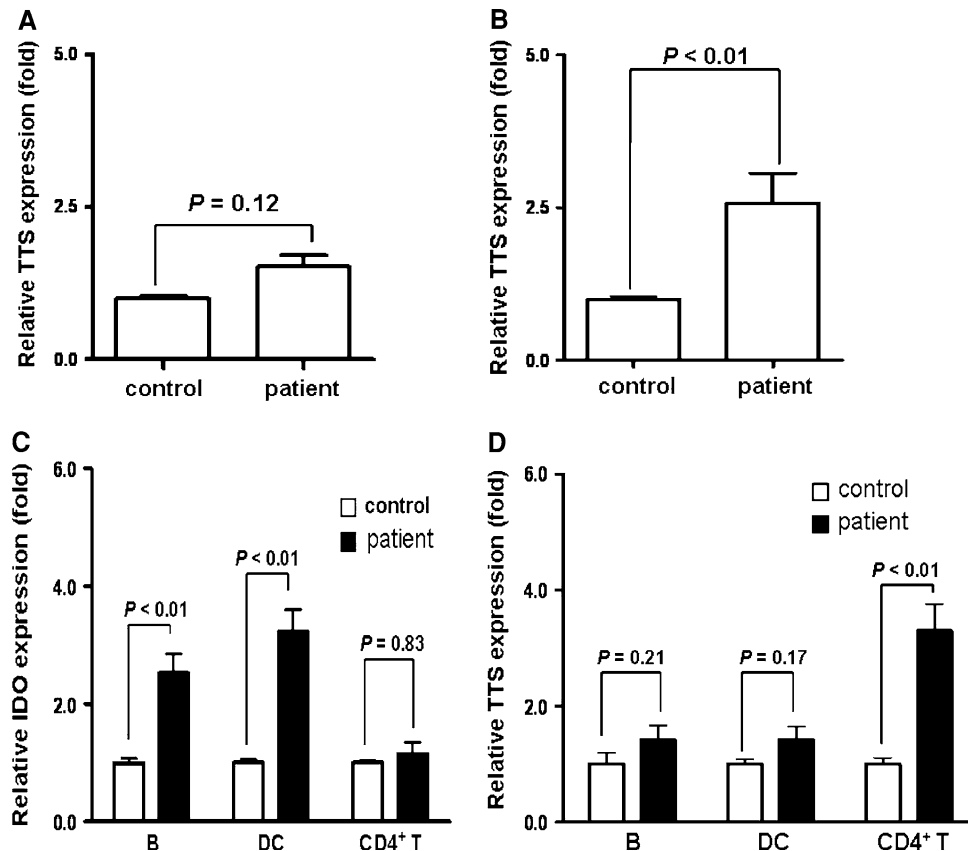 A
Relative TTS expression (fold)
5.0
2.5
0.0
P = 0.12
control
patient
B
Relative TTS expression (fold)
5.0
2.5
0.0
P < 0.01
control
patient
C
Relative IDO expression (fold)
6.0
4.0
2.0
0.0
control
patient
P < 0.01
P < 0.01
P = 0.83
B
DC
CD4⁺ T
D
Relative TTS expression (fold)
6.0
4.0
2.0
0.0
control
patient
P = 0.21
P = 0.17
P < 0.01
B
DC
CD4⁺ T